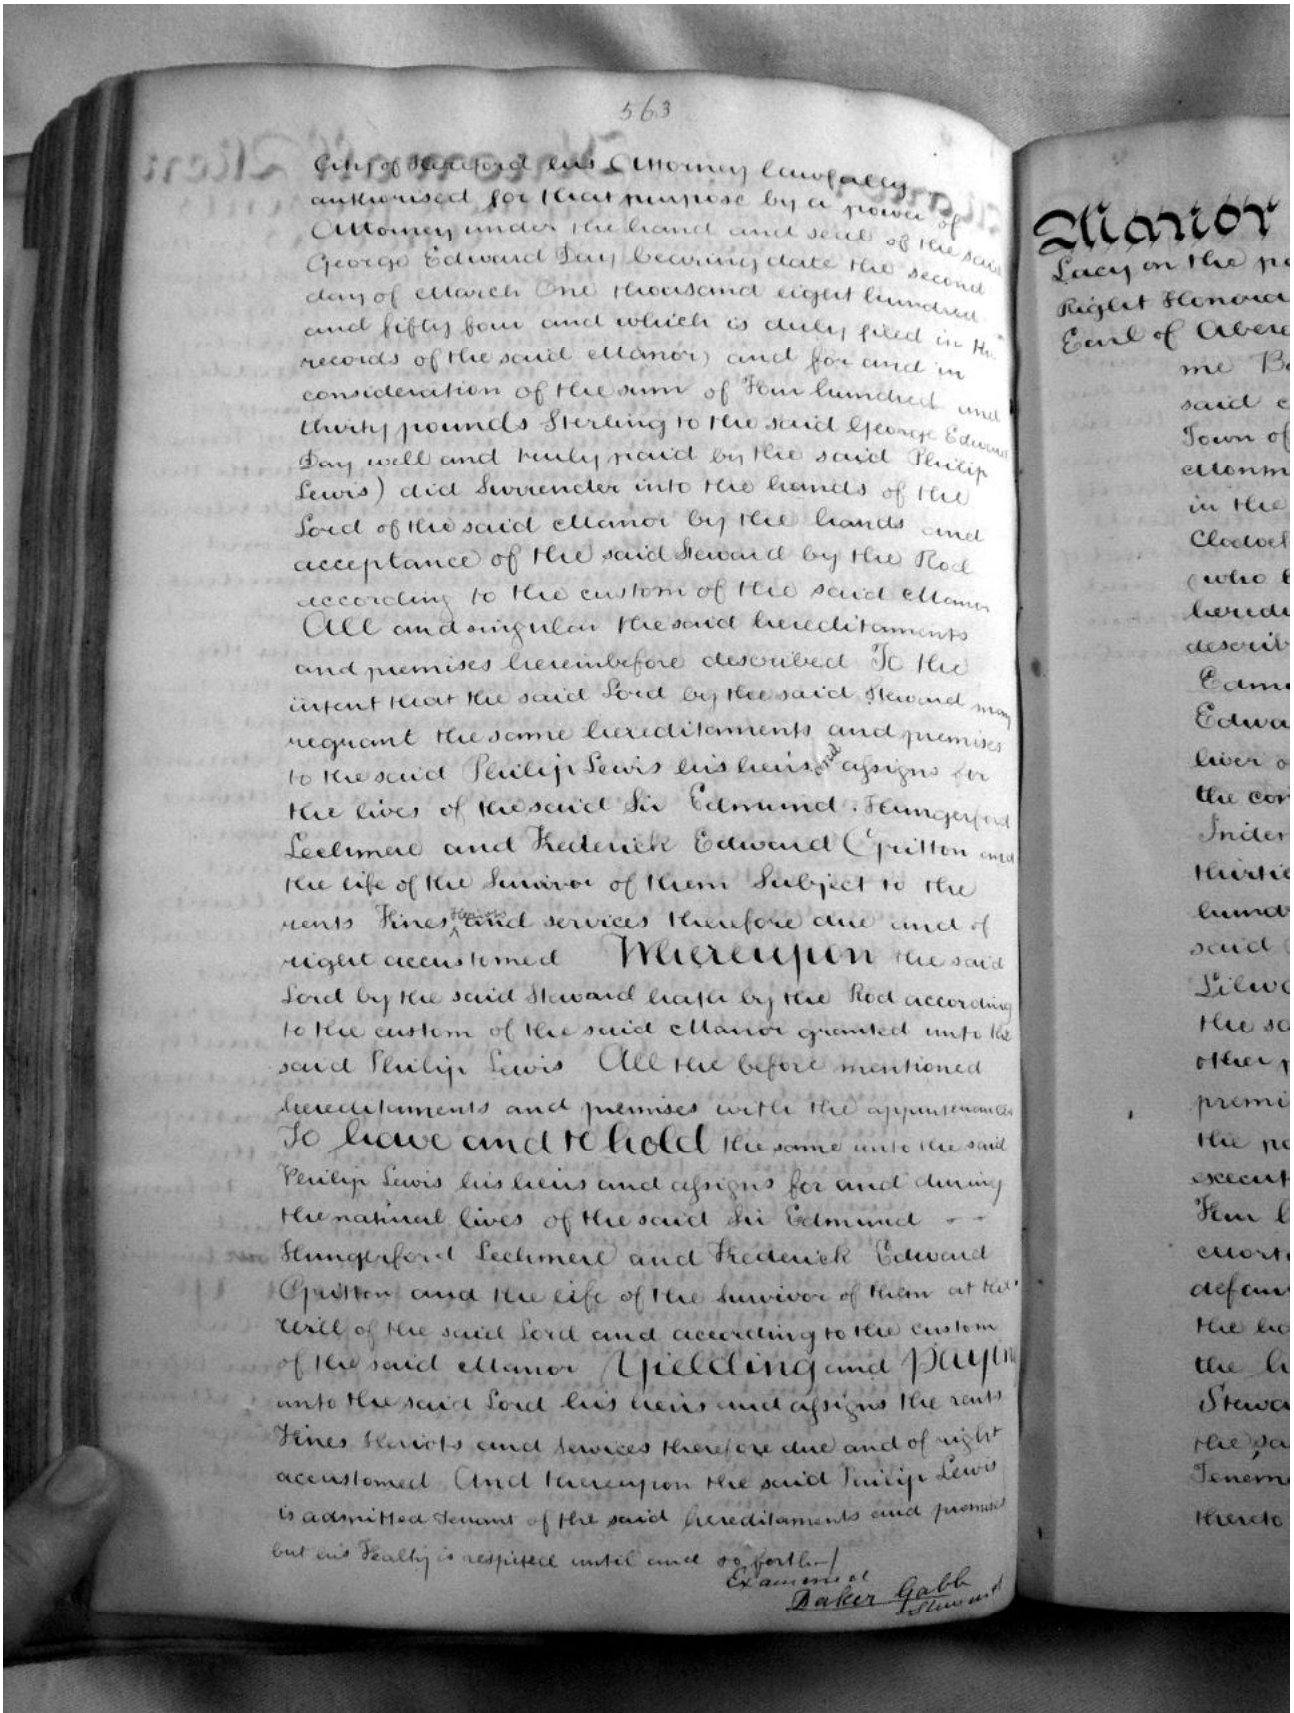 563
City of Hereford his Attorney lawfully
authorised for that purpose by a power of
Attorney under the hand and seal of the said
George Edward Day bearing date the second
day of March One thousand eight hundred
and fifty four and which is duly filed in the
records of the said Manor) and for and in
consideration of the sum of Four hundred and
thirty pounds Sterling to the said George Edward
Day well and truly paid by the said Philip
Lewis) did Surrender into the hands of the
Lord of the said Manor by the hands and
acceptance of the said Steward by the Rod
according to the custom of the said Manor
All and singular the said hereditaments
and premises hereinbefore described To the
intent that the said Lord by the said Steward may
regrant the same hereditaments and premises
to the said Philip Lewis his heirs and assigns for
the lives of the said Sir Edmund Hungerford
Lechmere and Frederick Edward Gritton and
the life of the Survivor of them Subject to the
rents Fines Heriots and services therefore due and of
right accustomed Whereupon the said
Lord by the said Steward hath by the Rod according
to the custom of the said Manor granted unto the
said Philip Lewis All the before mentioned
hereditaments and premises with the appurtenances
To have and to hold the same unto the said
Philip Lewis his heirs and assigns for and during
the natural lives of the said Sir Edmund - -
Hungerford Lechmere and Frederick Edward
Gritton and the life of the Survivor of them at the
Will of the said Lord and according to the custom
of the said Manor Yielding and Paying
unto the said Lord his heirs and assigns the rents
Fines Heriots and Services therefore due and of right
accustomed And thereupon the said Philip Lewis
is admitted tenant of the said hereditaments and premises
but his Fealty is respited until and so forth
Examined
Baker Gabb
Steward
Manor
Lacy on the
Right Honora
Earl of Aber
me
said
Town of
Monm
in the
Clodoc
(who
heredi
describ
Edm
Edwa
liver o
the con
Inden
thirtie
hund
said
Lilwa
the sa
other
premi
the
execut
Four
Mort
defau
the
the
Stewa
the sa
Tenem
thereto